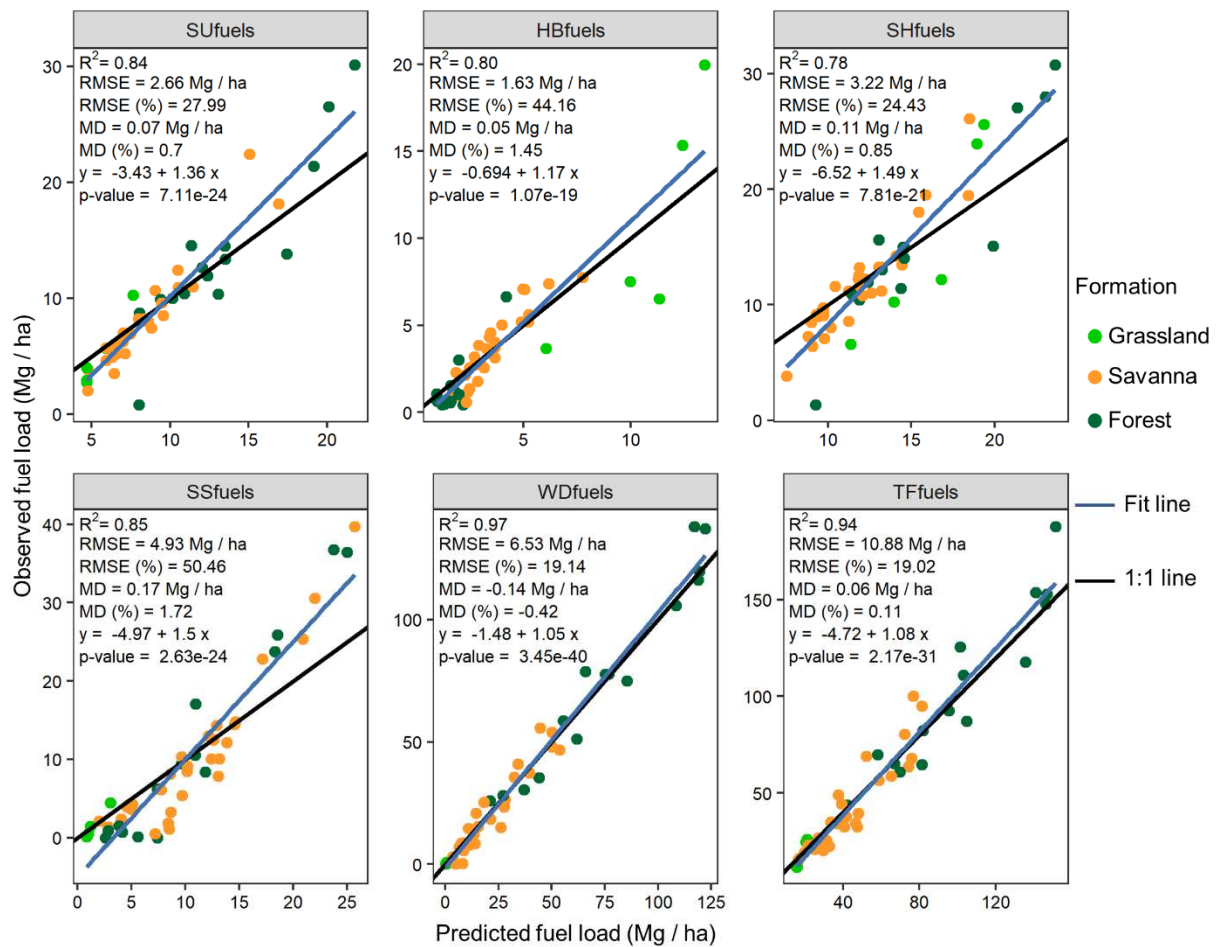 SUfuels
HBfuels
SHfuels
R2= 0.84
RMSE = 2.66 Mg / ha
RMSE (%) = 27.99
MD = 0.07 Mg / ha
MD (%) = 0.7
y = -3.43 + 1.36 x
p-value = 7.11e-24
30
20
10
0
5
10
15
20
R2= 0.80
RMSE = 1.63 Mg / ha
RMSE (%) = 44.16
MD = 0.05 Mg / ha
MD (%) = 1.45
y = -0.694 + 1.17 x
p-value = 1.07e-19
20
15
10
5
0
0
5
10
R2= 0.78
RMSE = 3.22 Mg / ha
RMSE (%) = 24.43
MD = 0.11 Mg / ha
MD (%) = 0.85
y = -6.52 + 1.49 x
p-value = 7.81e-21
30
20
10
0
10
15
20
Formation
Grassland
Savanna
Forest
Observed fuel load (Mg / ha)
SSfuels
WDfuels
TFfuels
R2= 0.85
RMSE = 4.93 Mg / ha
RMSE (%) = 50.46
MD = 0.17 Mg / ha
MD (%) = 1.72
y = -4.97 + 1.5 x
p-value = 2.63e-24
40
30
20
10
0
0
5
10
15
20
25
R2= 0.97
RMSE = 6.53 Mg / ha
RMSE (%) = 19.14
MD = -0.14 Mg / ha
MD (%) = -0.42
y = -1.48 + 1.05 x
p-value = 3.45e-40
100
50
0
0
25
50
75
100
125
R2= 0.94
RMSE = 10.88 Mg / ha
RMSE (%) = 19.02
MD = 0.06 Mg / ha
MD (%) = 0.11
y = -4.72 + 1.08 x
p-value = 2.17e-31
150
100
50
40
80
120
Fit line
1:1 line
Predicted fuel load (Mg / ha)